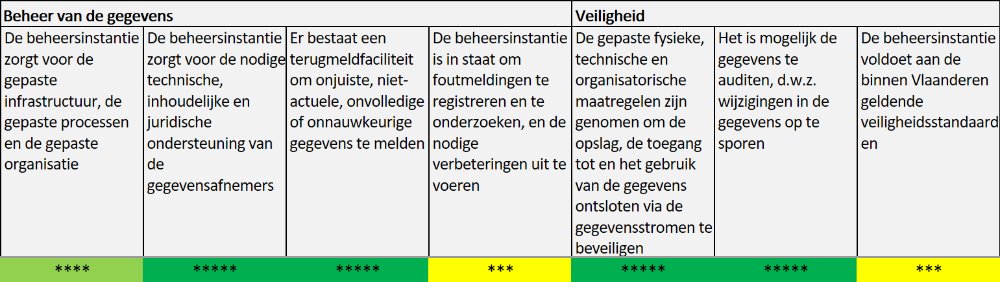 Beheer van de gegevens
Veiligheid
De beheersinstantie
zorgt voor de
gepaste
infrastructuur, de
gepaste processen
en de gepaste
organisatie
De beheersinstantie
zorgt voor de nodige
technische,
inhoudelijke en
juridische
ondersteuning van
de
gegevensafnemers
Er bestaat een
terugmeldfaciliteit
om onjuiste, niet-
actuele, onvolledige
of onnauwkeurige
gegevens te melden
De beheersinstantie
is in staat om
foutmeldingen te
registreren en te
onderzoeken, en de
nodige
verbeteringen uit te
voeren
De gepaste fysieke,
technische en
organisatorische
maatregelen zijn
genomen om de
opslag, de toegang
tot en het gebruik
van de gegevens
ontsloten via de
gegevensstromen te
beveiligen
Het is mogelijk de
gegevens te
auditen, d.w.z.
wijzigingen in de
gegevens op te
sporen
De beheersinstantie
voldoet aan de
binnen Vlaanderen
geldende
veiligheidsstandaard
en
**** ***** ***** *** ***** ***** ***